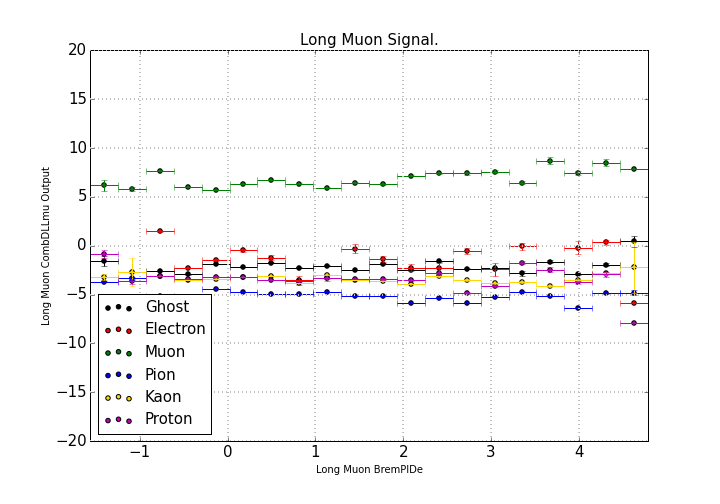 Long Muon Signal.
20
15
10
5
0
−5
−10
−15
−20
Long Muon CombDLLmu Output
Ghost
Electron
Muon
Pion
Kaon
Proton
−1 0 1 2 3 4
Long Muon BremPIDe